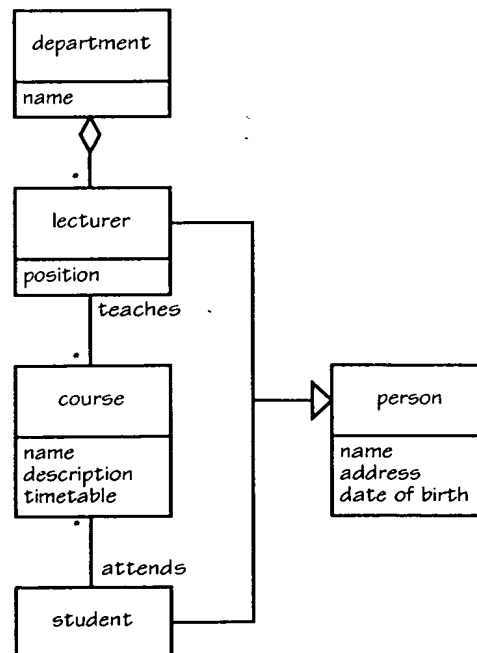 department
name
*
lecturer
position
teaches
*
course
name
description
timetable
person
name
address
date of birth
*
attends
student